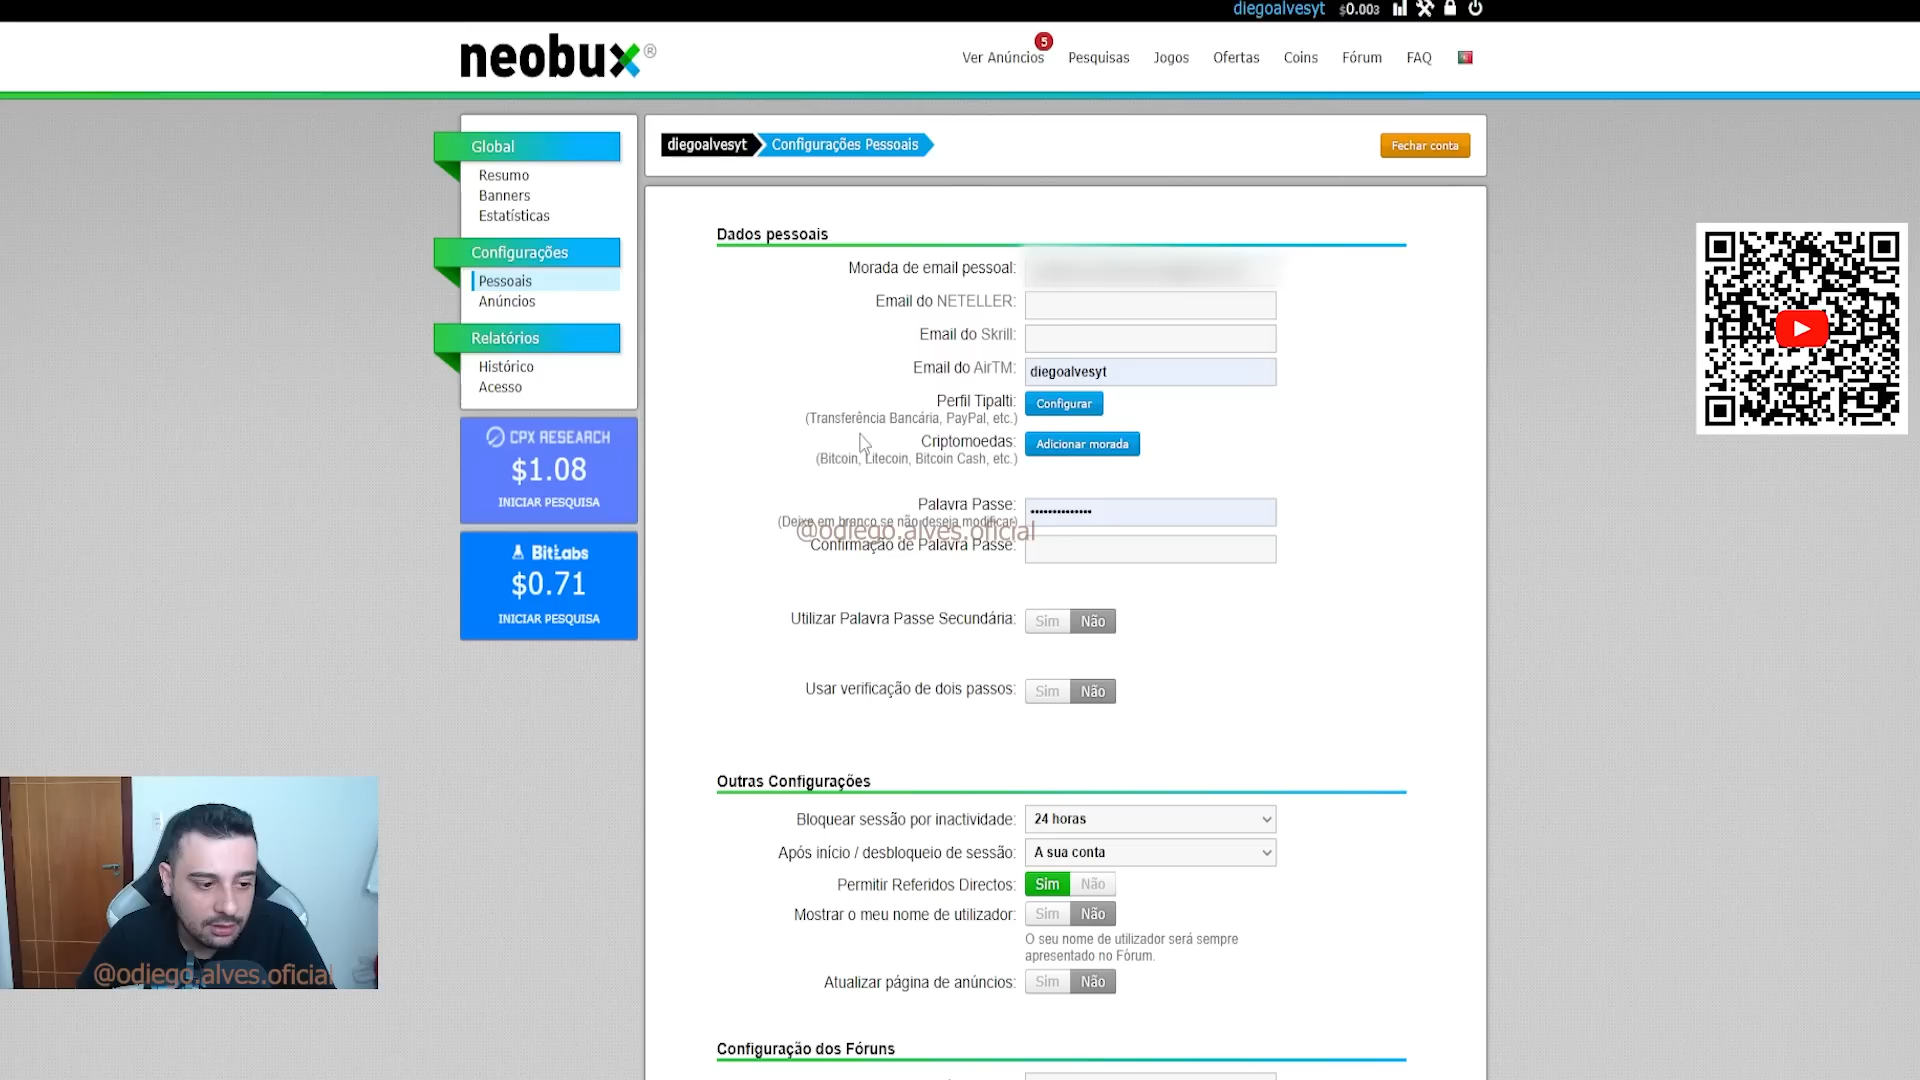 diegoalvesyt $0.003
neobux®
Ver Anúncios 5 Pesquisas Jogos Ofertas Coins Fórum FAQ
Global
Resumo
Banners
Estatísticas
Configurações
Pessoais
Anúncios
Relatórios
Histórico
Acesso
CPX RESEARCH
$1.08
INICIAR PESQUISA
BitLabs
$0.71
INICIAR PESQUISA
diegoalvesyt Configurações Pessoais
Fechar conta
Dados pessoais
Morada de email pessoal:
Email do NETELLER:
Email do Skrill:
Email do AirTM: diegoalvesyt
Perfil Tipalti: Configurar
(Transferência Bancária, PayPal, etc.)
Criptomoedas: Adicionar morada
(Bitcoin, Litecoin, Bitcoin Cash, etc.)
Palavra Passe: ••••••••••••••
(Deixe em branco se não deseja modificar)
@odiego.alves.oficial
Confirmação de Palavra Passe:
Utilizar Palavra Passe Secundária: Sim Não
Usar verificação de dois passos: Sim Não
Outras Configurações
Bloquear sessão por inactividade: 24 horas
Após início / desbloqueio de sessão: A sua conta
Permitir Referidos Directos: Sim Não
Mostrar o meu nome de utilizador: Sim Não
O seu nome de utilizador será sempre
apresentado no Fórum.
Atualizar página de anúncios: Sim Não
Configuração dos Fóruns
@odiego.alves.oficial